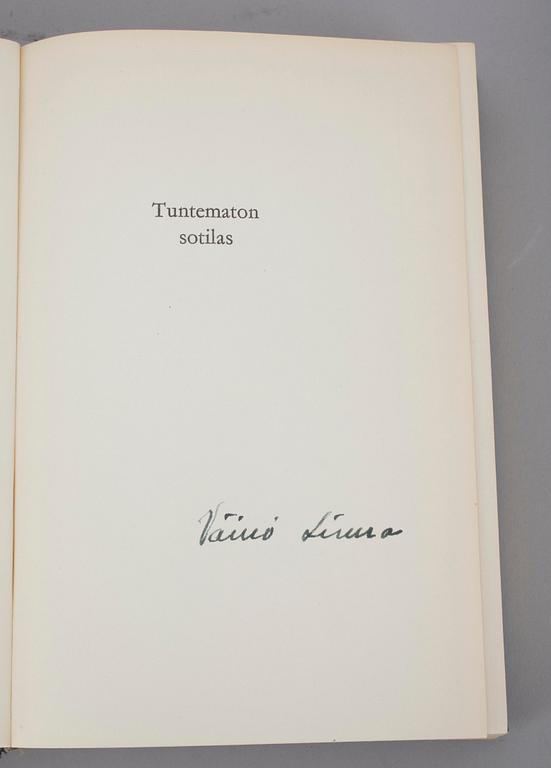 Tuntematon
sotilas
Väinö Linna